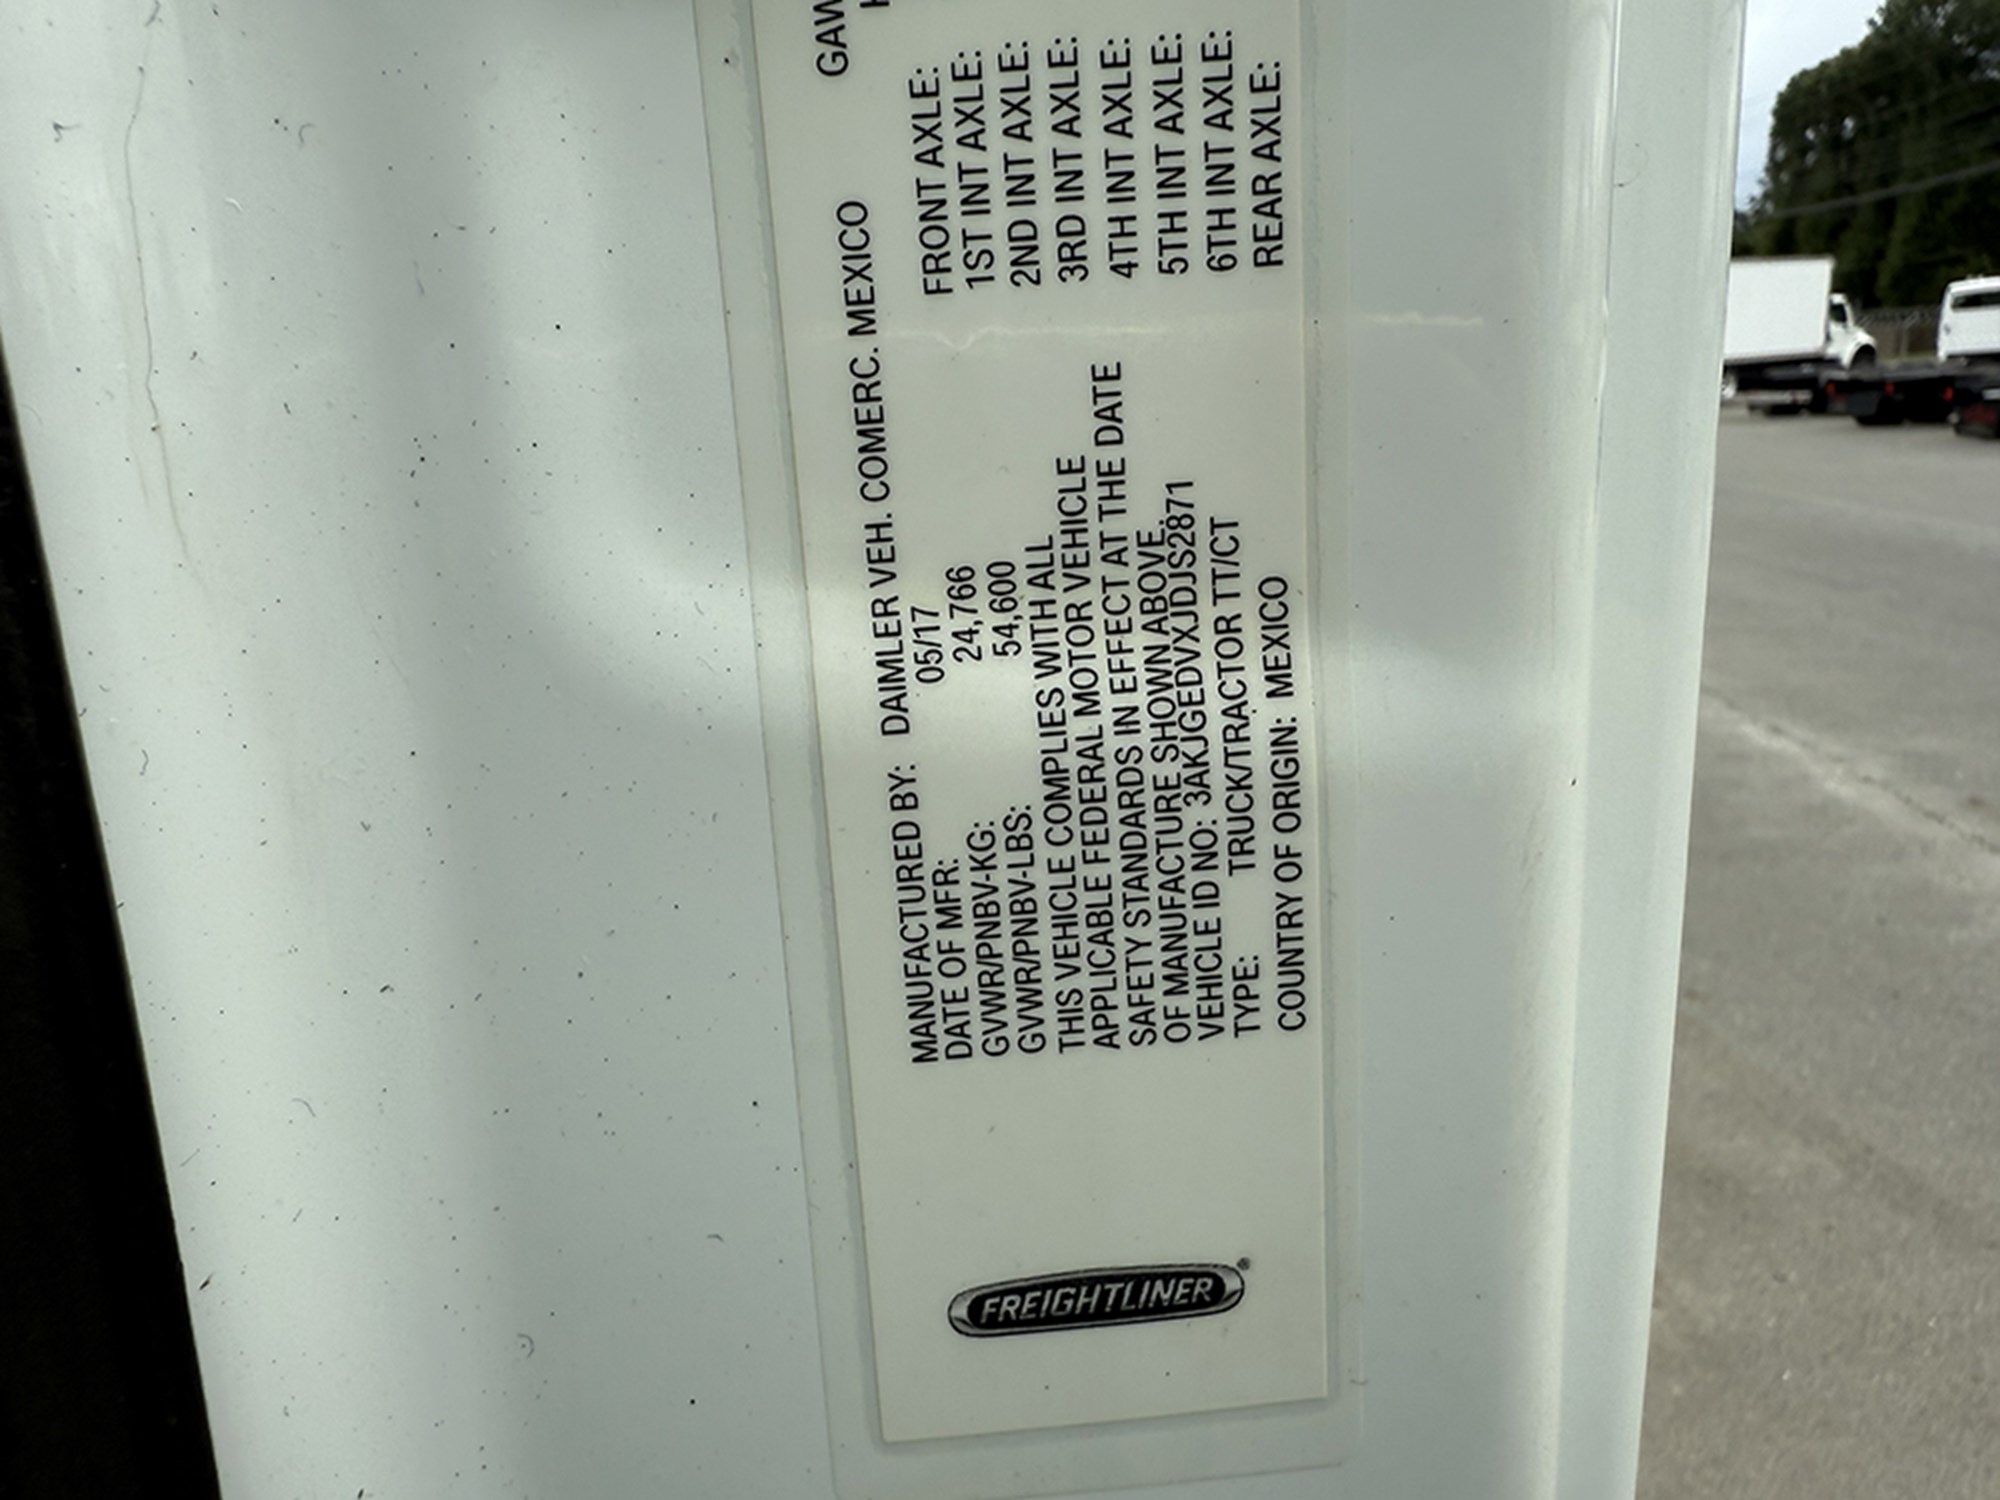 FREIGHTLINER®
MANUFACTURED BY: DAIMLER VEH. COMERC. MEXICO
DATE OF MFR: 05/17
GVWR/PNBV-KG: 24,766
GVWR/PNBV-LBS: 54,600
THIS VEHICLE COMPLIES WITH ALL
APPLICABLE FEDERAL MOTOR VEHICLE
SAFETY STANDARDS IN EFFECT AT THE DATE
OF MANUFACTURE SHOWN ABOVE.
VEHICLE ID NO: 3AKJGEDVXJDJS2871
TYPE: TRUCK/TRACTOR TT/CT
COUNTRY OF ORIGIN: MEXICO
GAW
FRONT AXLE:
1ST INT AXLE:
2ND INT AXLE:
3RD INT AXLE:
4TH INT AXLE:
5TH INT AXLE:
6TH INT AXLE:
REAR AXLE: